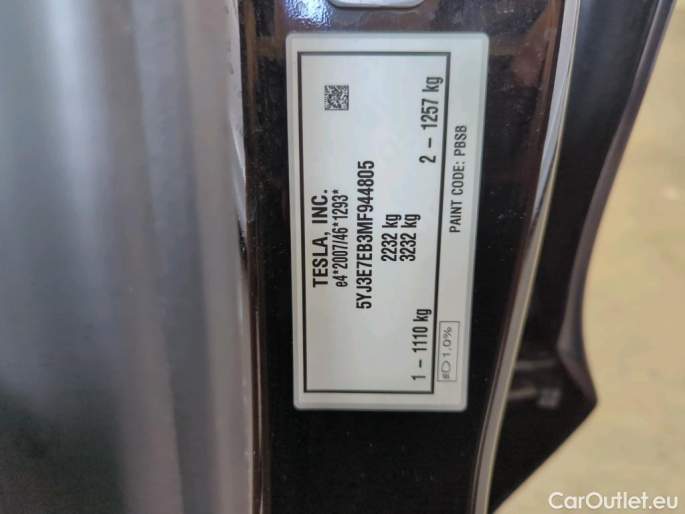 TESLA, INC.
e4*2007/46*1293*
5YJ3E7EB3MF944805
2232 kg
3232 kg
1 - 1110 kg
2 - 1257 kg
1,0%
PAINT CODE: PBSB
CarOutlet.eu